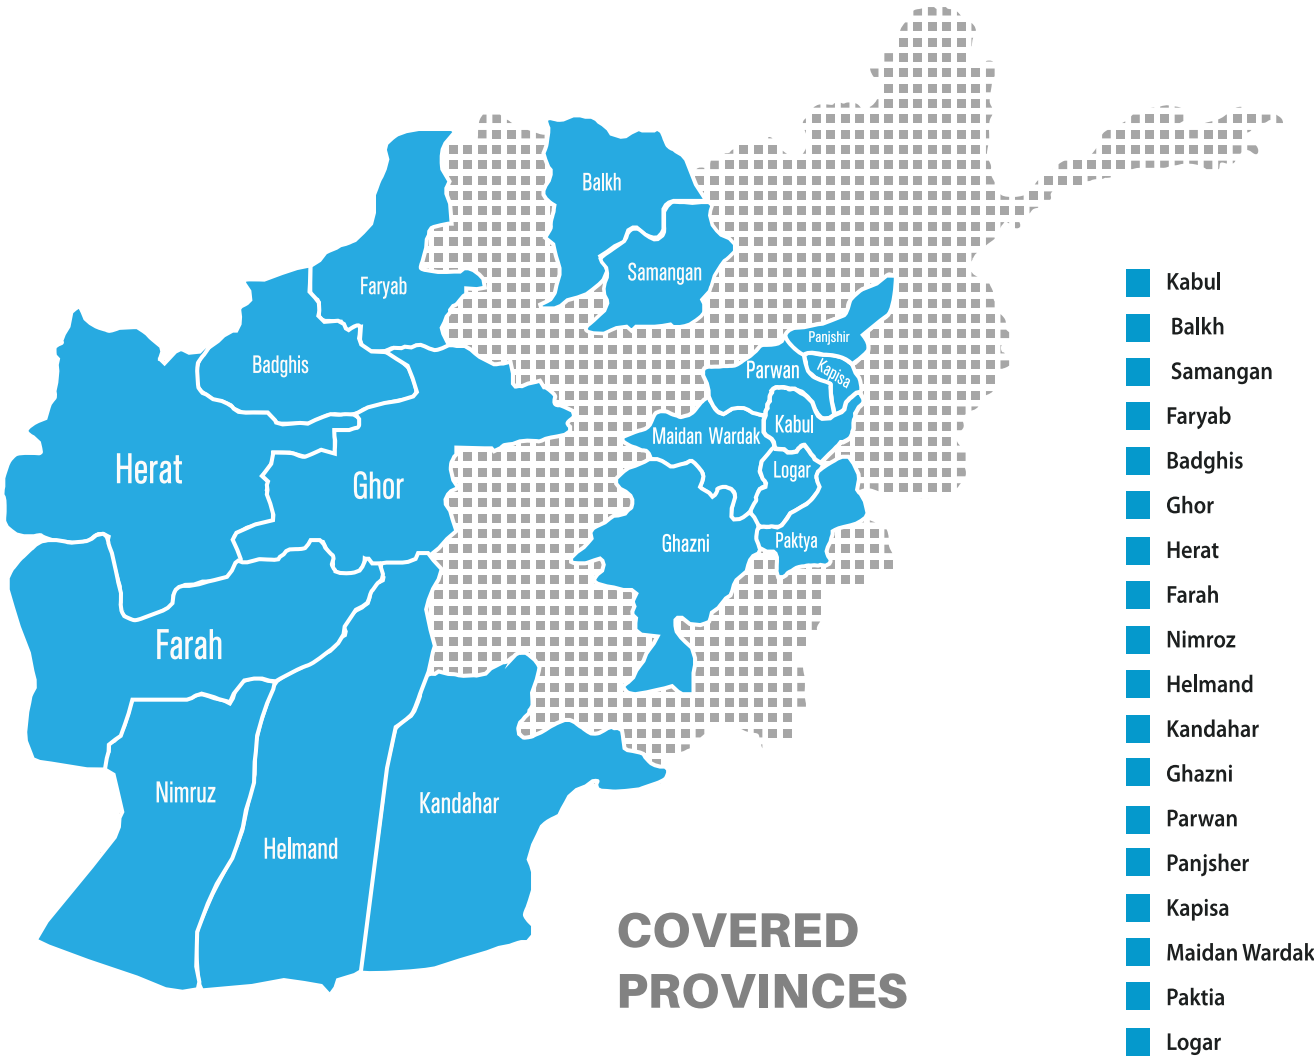 Balkh
Samangan
Faryab
Panjshir
Badghis
Parwan
Kapisa
Kabul
Maidan Wardak
Herat
Ghor
Logar
Ghazni
Paktya
Farah
Nimruz
Kandahar
Helmand
COVERED
PROVINCES
Kabul
Balkh
Samangan
Faryab
Badghis
Ghor
Herat
Farah
Nimroz
Helmand
Kandahar
Ghazni
Parwan
Panjsher
Kapisa
Maidan Wardak
Paktia
Logar